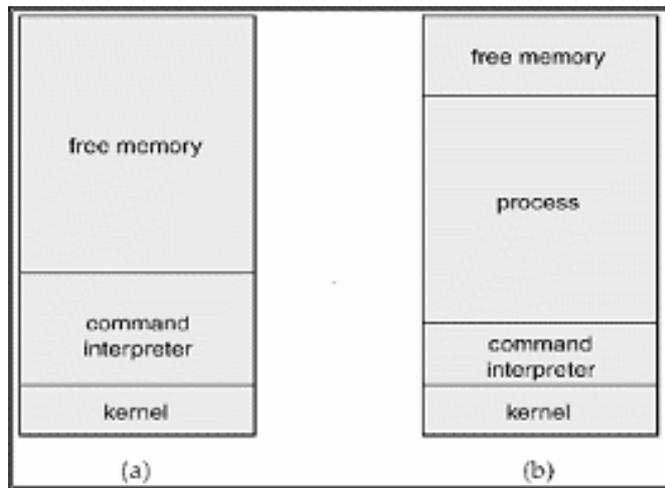 free memory
command
interpreter
kernel
(a)
free memory
process
command
interpreter
kernel
(b)